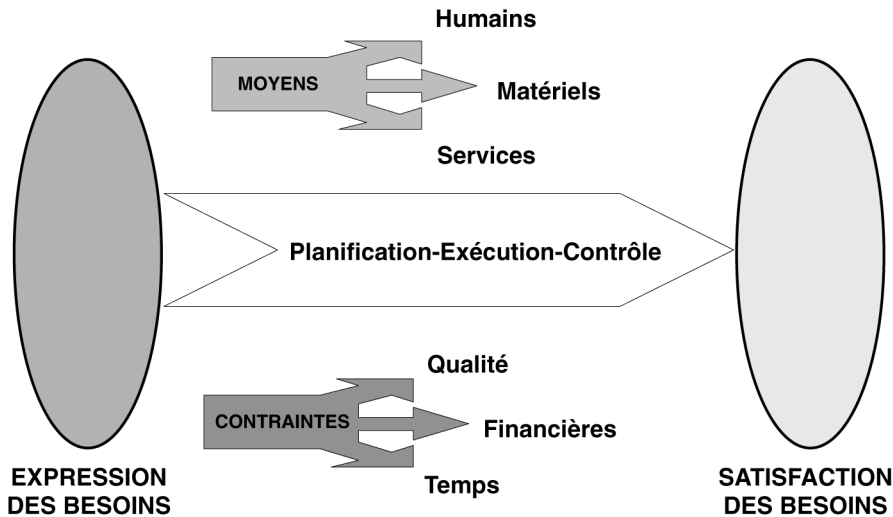 Humains
MOYENS
Matériels
Services
Planification-Exécution-Contrôle
Qualité
CONTRAINTES
Financières
Temps
EXPRESSION
DES BESOINS
SATISFACTION
DES BESOINS